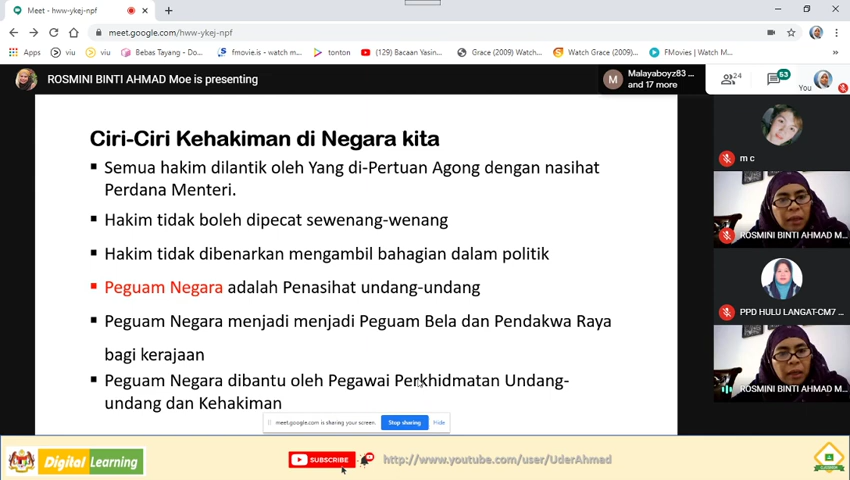 Meet - hww-ykej-npf
meet.google.com/hww-ykej-npf
Apps
viu
viu
Bebas Tayang - Do...
fmovie.is - watch m...
tonton
(129) Bacaan Yasin...
Grace (2009) Watch...
Watch Grace (2009)...
FMovies | Watch M...
»
ROSMINI BINTI AHMAD Moe is presenting
M
Malayaboyz83 ...
and 17 more
24
53
You
Ciri-Ciri Kehakiman di Negara kita
Semua hakim dilantik oleh Yang di-Pertuan Agong dengan nasihat
Perdana Menteri.
Hakim tidak boleh dipecat sewenang-wenang
Hakim tidak dibenarkan mengambil bahagian dalam politik
Peguam Negara adalah Penasihat undang-undang
Peguam Negara menjadi menjadi Peguam Bela dan Pendakwa Raya
bagi kerajaan
Peguam Negara dibantu oleh Pegawai Perkhidmatan Undang-
undang dan Kehakiman
m c
ROSMINI BINTI AHMAD M...
PPD HULU LANGAT-CM7 ...
ROSMINI BINTI AHMAD M...
meet.google.com is sharing your screen.
Stop sharing
Hide
Digital Learning
SUBSCRIBE
http://www.youtube.com/user/UderAhmad